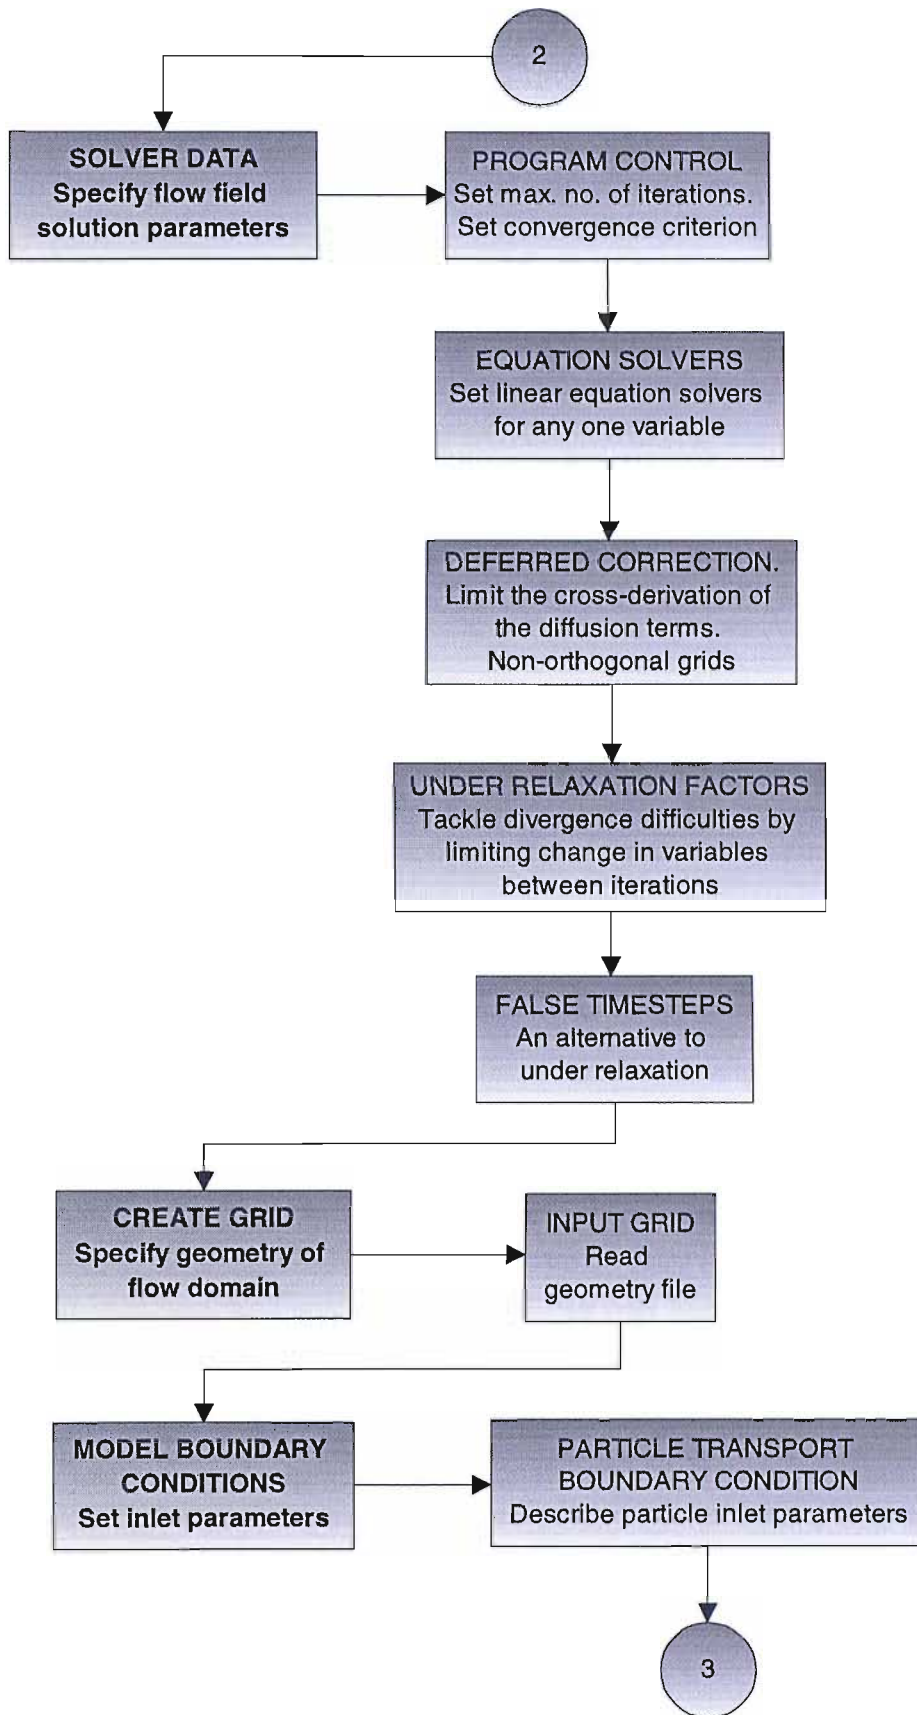 2
SOLVER DATA
Specify flow field
solution parameters
PROGRAM CONTROL
Set max. no. of iterations.
Set convergence criterion
EQUATION SOLVERS
Set linear equation solvers
for any one variable
DEFERRED CORRECTION.
Limit the cross-derivation of
the diffusion terms.
Non-orthogonal grids
UNDER RELAXATION FACTORS
Tackle divergence difficulties by
limiting change in variables
between iterations
FALSE TIMESTEPS
An alternative to
under relaxation
CREATE GRID
Specify geometry of
flow domain
INPUT GRID
Read
geometry file
MODEL BOUNDARY
CONDITIONS
Set inlet parameters
PARTICLE TRANSPORT
BOUNDARY CONDITION
Describe particle inlet parameters
3